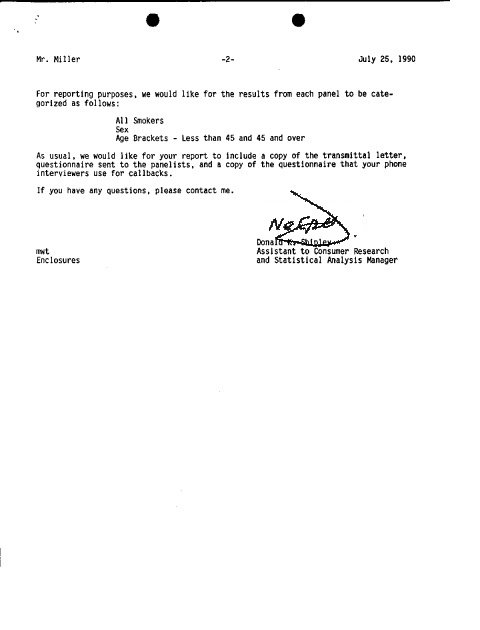 Mr. Miller -2- July 25, 1990
For reporting purposes, we would like for the results from each panel to be cate-
gorized as follows:
All Smokers
Sex
Age Brackets - Less than 45 and 45 and over
As usual, we would like for your report to include a copy of the transmittal letter,
questionnaire sent to the panelists, and a copy of the questionnaire that your phone
interviewers use for callbacks.
If you have any questions, please contact me.
Donald K. Shipley
mwt Assistant to Consumer Research
Enclosures and Statistical Analysis Manager